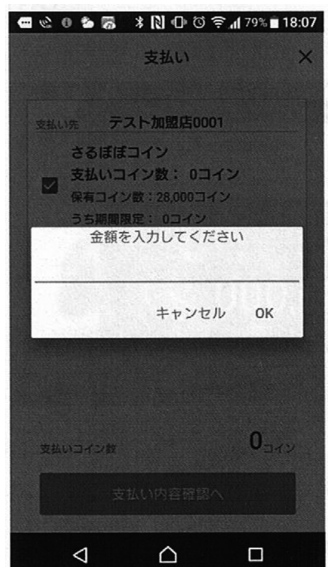 79% 18:07
支払い
支払い先 テスト加盟店0001
さるぼぼコイン
支払いコイン数： 0コイン
保有コイン数：28,000コイン
うち期間限定： 0コイン
金額を入力してください
キャンセル OK
支払いコイン数 0コイン
支払い内容確認へ